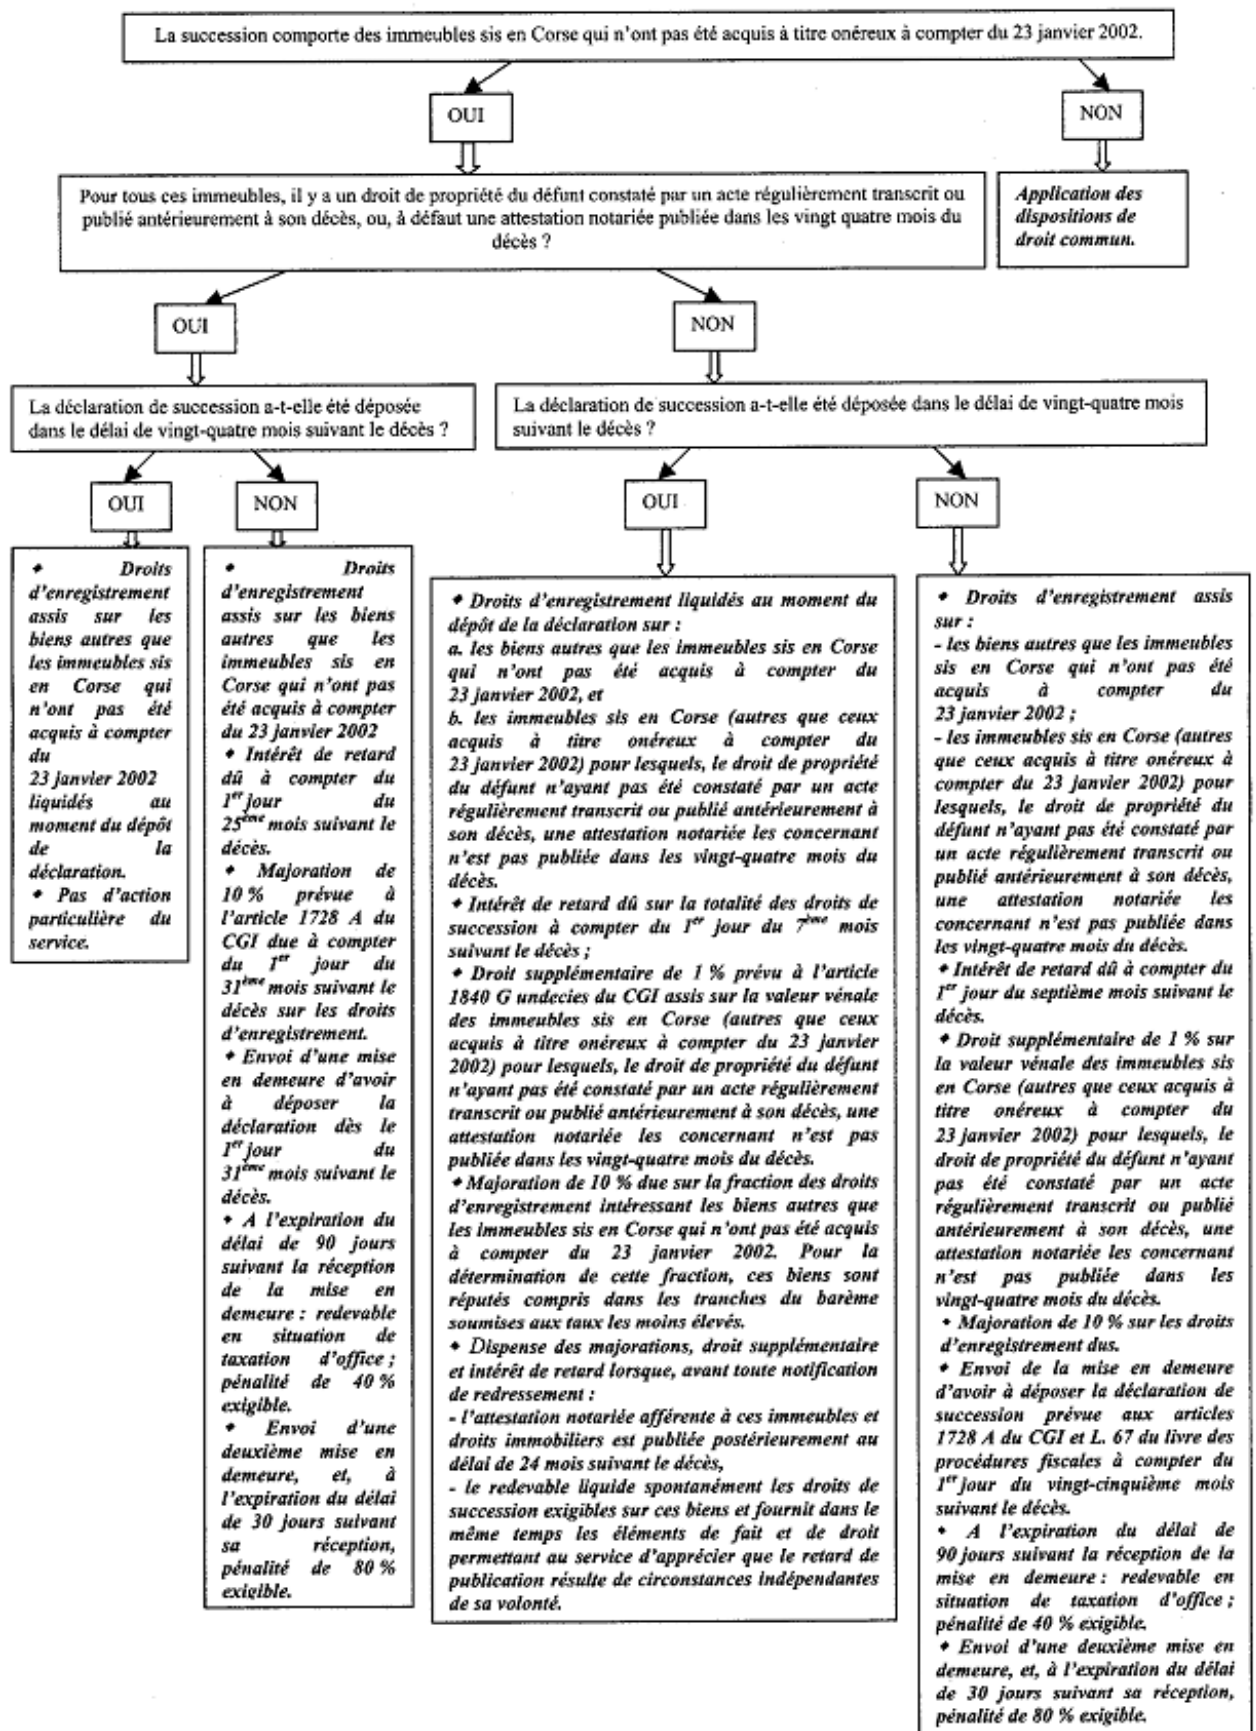 La succession comporte des immeubles sis en Corse qui n'ont pas été acquis à titre onéreux à compter du 23 janvier 2002.
OUI
NON
Pour tous ces immeubles, il y a un droit de propriété du défunt constaté par un acte régulièrement transcrit ou
publié antérieurement à son décès, ou, à défaut une attestation notariée publiée dans les vingt quatre mois du
décès ?
Application des
dispositions de
droit commun.
OUI
NON
La déclaration de succession a-t-elle été déposée
dans le délai de vingt-quatre mois suivant le décès ?
La déclaration de succession a-t-elle été déposée dans le délai de vingt-quatre mois
suivant le décès ?
OUI
NON
OUI
NON
♦ Droits
d'enregistrement
assis sur les
biens autres que
les immeubles sis
en Corse qui
n'ont pas été
acquis à compter
du
23 janvier 2002
liquidés au
moment du dépôt
de la
déclaration.
♦ Pas d'action
particulière du
service.
♦ Droits
d'enregistrement
assis sur les biens
autres que les
immeubles sis en
Corse qui n'ont pas
été acquis à compter
du 23 janvier 2002
♦ Intérêt de retard
dû à compter du
1er jour du
25ème mois suivant le
décès.
♦ Majoration de
10 % prévue à
l'article 1728 A du
CGI due à compter
du 1er jour du
31ème mois suivant le
décès sur les droits
d'enregistrement.
♦ Envoi d'une mise
en demeure d'avoir
à déposer la
déclaration dès le
1er jour du
31ème mois suivant le
décès.
♦ A l'expiration du
délai de 90 jours
suivant la réception
de la mise en
demeure : redevable
en situation de
taxation d'office ;
pénalité de 40 %
exigible.
♦ Envoi d'une
deuxième mise en
demeure, et, à
l'expiration du délai
de 30 jours suivant
sa réception,
pénalité de 80 %
exigible.
♦ Droits d'enregistrement liquidés au moment du
dépôt de la déclaration sur :
a. les biens autres que les immeubles sis en Corse
qui n'ont pas été acquis à compter du
23 janvier 2002, et
b. les immeubles sis en Corse (autres que ceux
acquis à titre onéreux à compter du
23 janvier 2002) pour lesquels, le droit de propriété
du défunt n'ayant pas été constaté par un acte
régulièrement transcrit ou publié antérieurement à
son décès, une attestation notariée les concernant
n'est pas publiée dans les vingt-quatre mois du
décès.
♦ Intérêt de retard dû sur la totalité des droits de
succession à compter du 1er jour du 7ème mois
suivant le décès ;
♦ Droit supplémentaire de 1 % prévu à l'article
1840 G undecies du CGI assis sur la valeur vénale
des immeubles sis en Corse (autres que ceux
acquis à titre onéreux à compter du 23 janvier
2002) pour lesquels, le droit de propriété du défunt
n'ayant pas été constaté par un acte régulièrement
transcrit ou publié antérieurement à son décès, une
attestation notariée les concernant n'est pas
publiée dans les vingt-quatre mois du décès.
♦ Majoration de 10 % due sur la fraction des droits
d'enregistrement intéressant les biens autres que
les immeubles sis en Corse qui n'ont pas été acquis
à compter du 23 janvier 2002. Pour la
détermination de cette fraction, ces biens sont
réputés compris dans les tranches du barème
soumises aux taux les moins élevés.
♦ Dispense des majorations, droit supplémentaire
et intérêt de retard lorsque, avant toute notification
de redressement :
- l'attestation notariée afférente à ces immeubles et
droits immobiliers est publiée postérieurement au
délai de 24 mois suivant le décès,
- le redevable liquide spontanément les droits de
succession exigibles sur ces biens et fournit dans le
même temps les éléments de fait et de droit
permettant au service d'apprécier que le retard de
publication résulte de circonstances indépendantes
de sa volonté.
♦ Droits d'enregistrement assis
sur :
- les biens autres que les immeubles
sis en Corse qui n'ont pas été
acquis à compter du
23 janvier 2002 ;
- les immeubles sis en Corse (autres
que ceux acquis à titre onéreux à
compter du 23 janvier 2002) pour
lesquels, le droit de propriété du
défunt n'ayant pas été constaté par
un acte régulièrement transcrit ou
publié antérieurement à son décès,
une attestation notariée les
concernant n'est pas publiée dans
les vingt-quatre mois du décès.
♦ Intérêt de retard dû à compter du
1er jour du septième mois suivant le
décès.
♦ Droit supplémentaire de 1 % sur
la valeur vénale des immeubles sis
en Corse (autres que ceux acquis à
titre onéreux à compter du
23 janvier 2002) pour lesquels, le
droit de propriété du défunt n'ayant
pas été constaté par un acte
régulièrement transcrit ou publié
antérieurement à son décès, une
attestation notariée les concernant
n'est pas publiée dans les
vingt-quatre mois du décès.
♦ Majoration de 10 % sur les droits
d'enregistrement dus.
♦ Envoi de la mise en demeure
d'avoir à déposer la déclaration de
succession prévue aux articles
1728 A du CGI et L. 67 du livre des
procédures fiscales à compter du
1er jour du vingt-cinquième mois
suivant le décès.
♦ A l'expiration du délai de
90 jours suivant la réception de la
mise en demeure : redevable en
situation de taxation d'office ;
pénalité de 40 % exigible.
♦ Envoi d'une deuxième mise en
demeure, et, à l'expiration du délai
de 30 jours suivant sa réception,
pénalité de 80 % exigible.